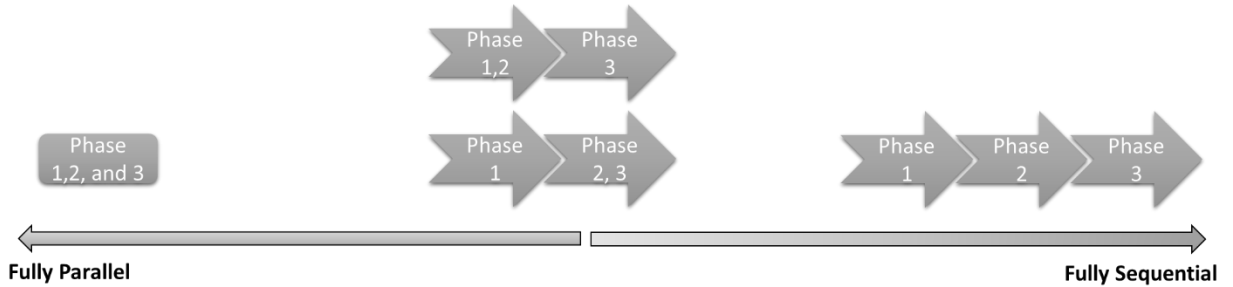 Phase
1,2
Phase
3
Phase
1,2, and 3
Phase
1
Phase
2, 3
Phase
1
Phase
2
Phase
3
Fully Parallel
Fully Sequential